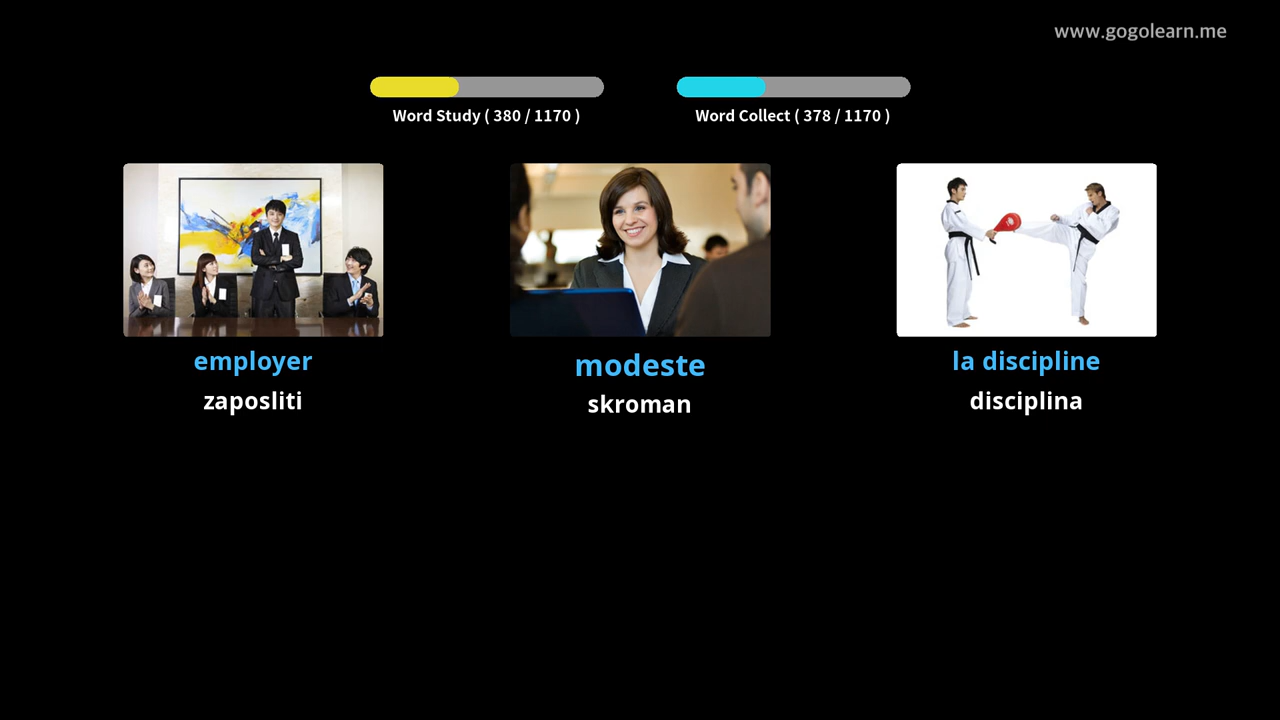 www.gogolearn.me
Word Study ( 380 / 1170 )
Word Collect ( 378 / 1170 )
employer
zaposliti
modeste
skroman
la discipline
disciplina